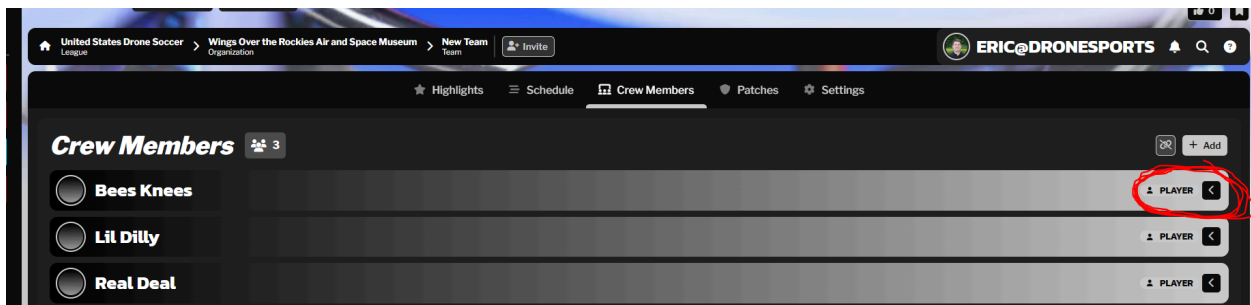 0
United States Drone Soccer > Wings Over the Rockies Air and Space Museum > New Team Invite ERIC@DRONESPORTS ?
League Organization Team
Highlights Schedule Crew Members Patches Settings
Crew Members 3 + Add
Bees Knees PLAYER
Lil Dilly PLAYER
Real Deal PLAYER